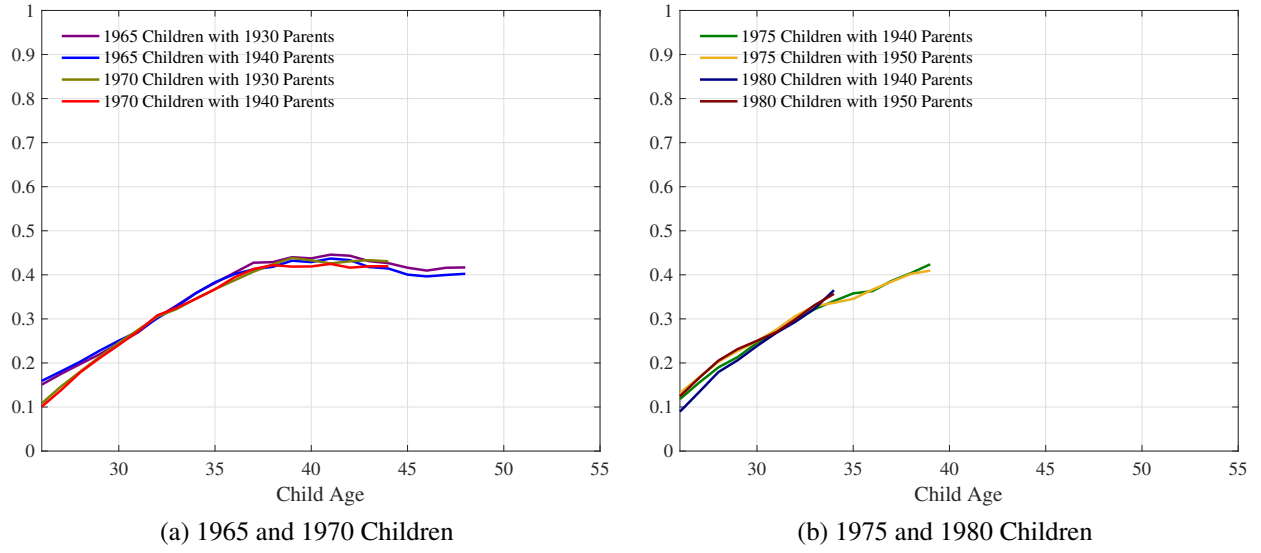 1
0.9
0.8
0.7
0.6
0.5
0.4
0.3
0.2
0.1
0
1965 Children with 1930 Parents
1965 Children with 1940 Parents
1970 Children with 1930 Parents
1970 Children with 1940 Parents
30 35 40 45 50 55
Child Age
(a) 1965 and 1970 Children
1
0.9
0.8
0.7
0.6
0.5
0.4
0.3
0.2
0.1
0
1975 Children with 1940 Parents
1975 Children with 1950 Parents
1980 Children with 1940 Parents
1980 Children with 1950 Parents
30 35 40 45 50 55
Child Age
(b) 1975 and 1980 Children